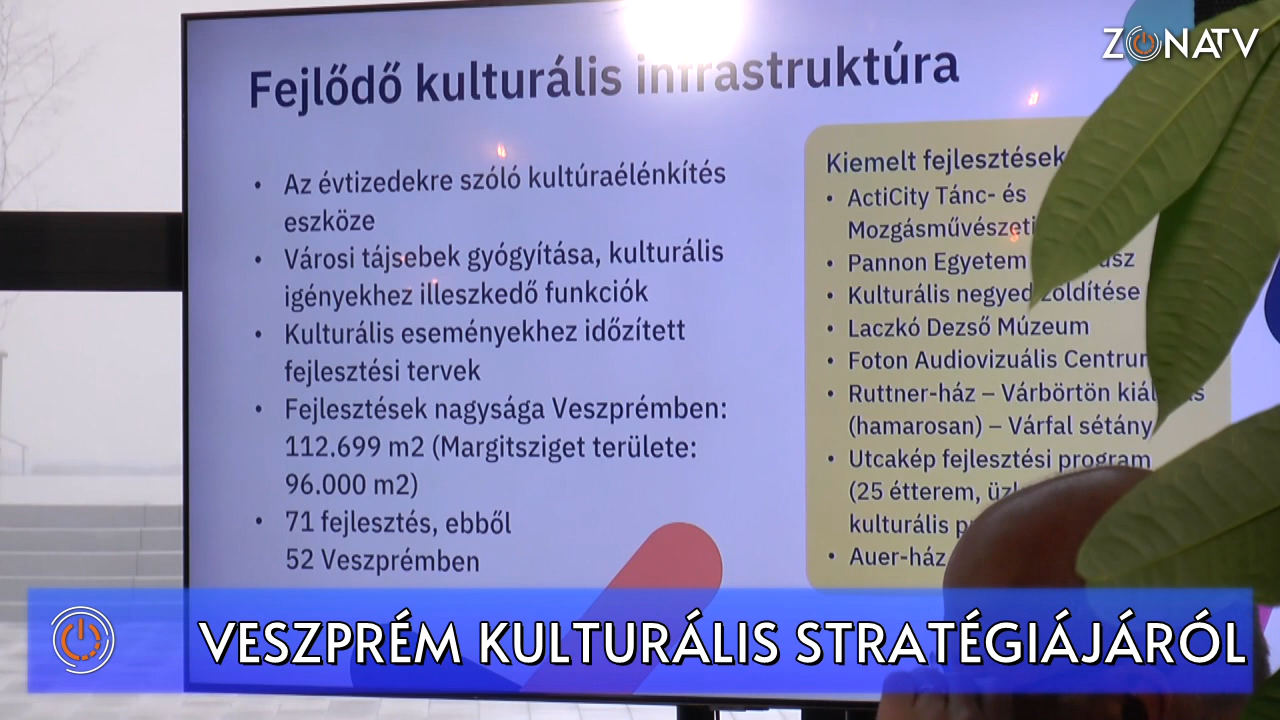 ZONATV
Fejlődő kulturális infrastruktúra
• Az évtizedekre szóló kultúraélénkítés
eszköze
• Városi tájsebek gyógyítása, kulturális
igényekhez illeszkedő funkciók
• Kulturális eseményekhez időzített
fejlesztési tervek
• Fejlesztések nagysága Veszprémben:
112.699 m2 (Margitsziget területe:
96.000 m2)
• 71 fejlesztés, ebből
52 Veszprémben
Kiemelt fejlesztések
• ActiCity Tánc- és
Mozgásművészeti
• Pannon Egyetem
• Kulturális negyed zöldítése
• Laczkó Dezső Múzeum
• Foton Audiovizuális Centrum
• Ruttner-ház – Várbörtön
(hamarosan) – Várfal sétány
• Utcakép fejlesztési program
(25 étterem,
kulturális
• Auer-ház
VESZPRÉM KULTURÁLIS STRATÉGIÁJÁRÓL